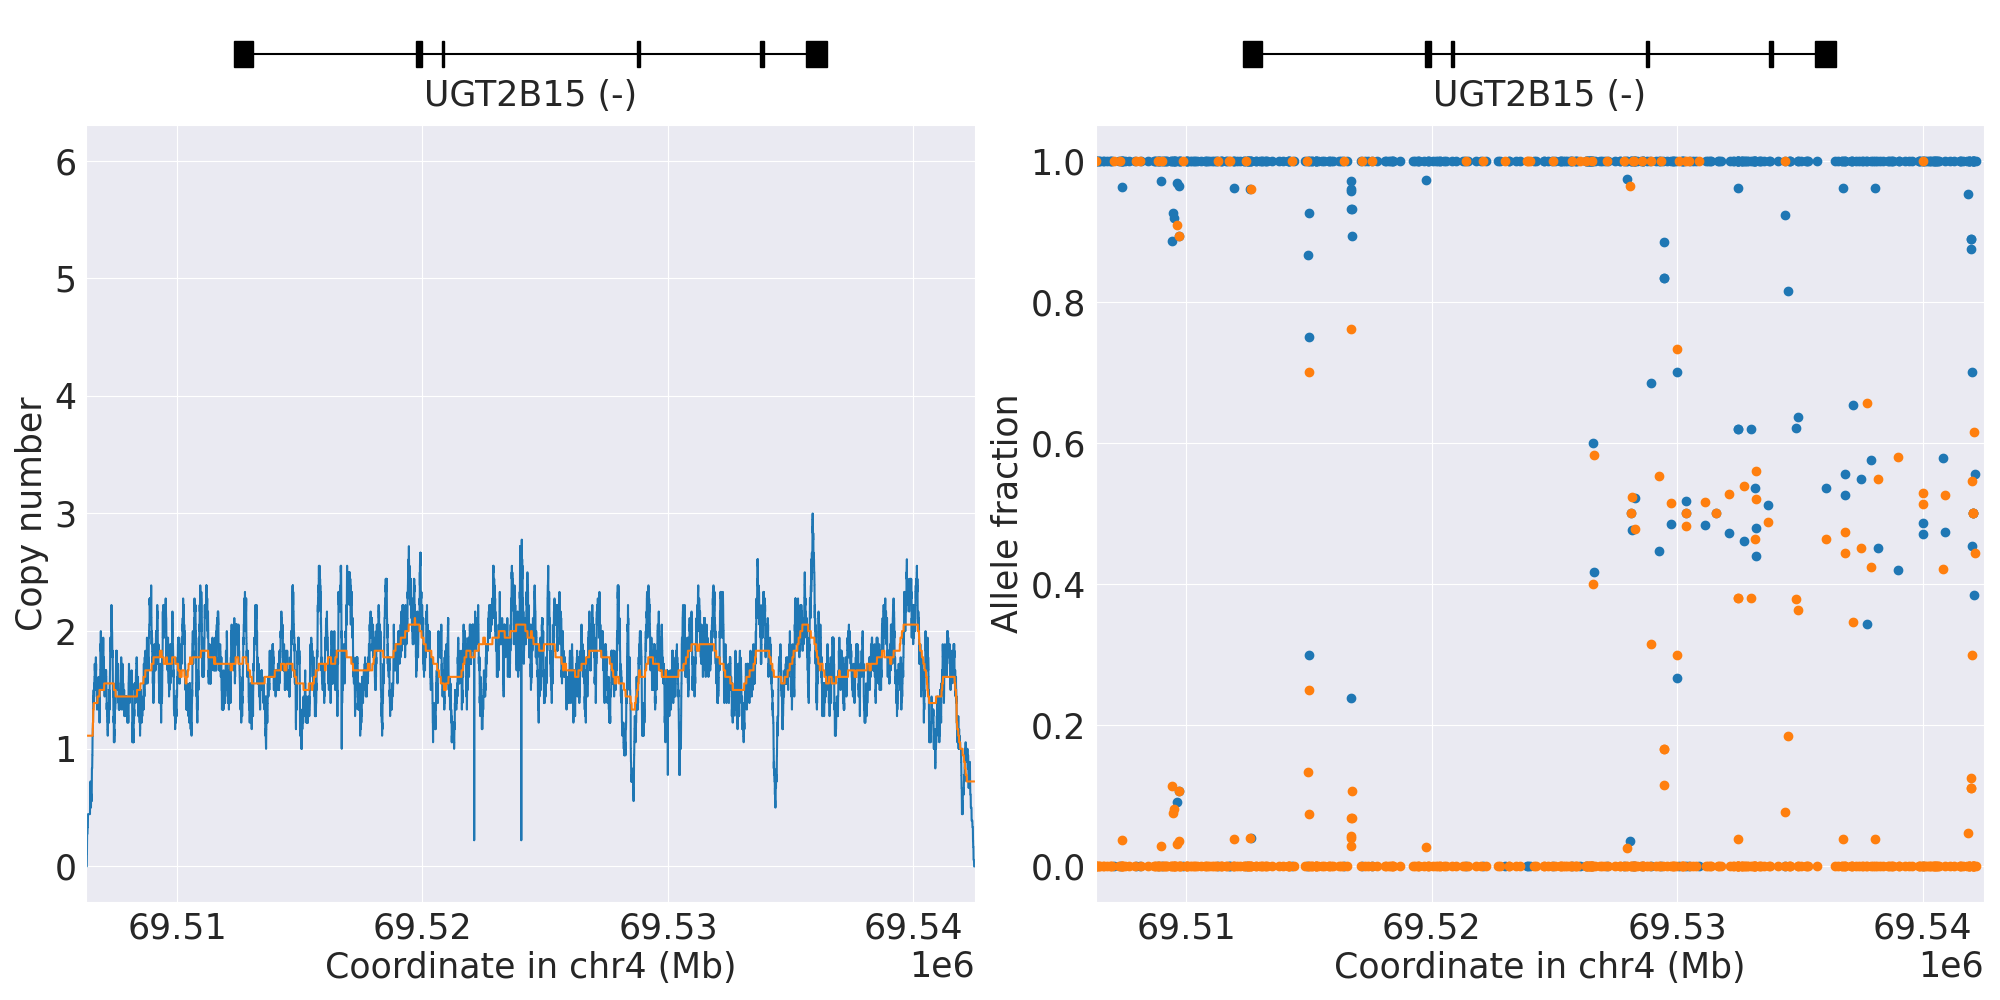 UGT2B15 (-)
6
5
4
3
2
1
0
Copy number
69.51 69.52 69.53 69.54
Coordinate in chr4 (Mb)
1e6
UGT2B15 (-)
1.0
0.8
0.6
0.4
0.2
0.0
Allele fraction
69.51 69.52 69.53 69.54
Coordinate in chr4 (Mb)
1e6